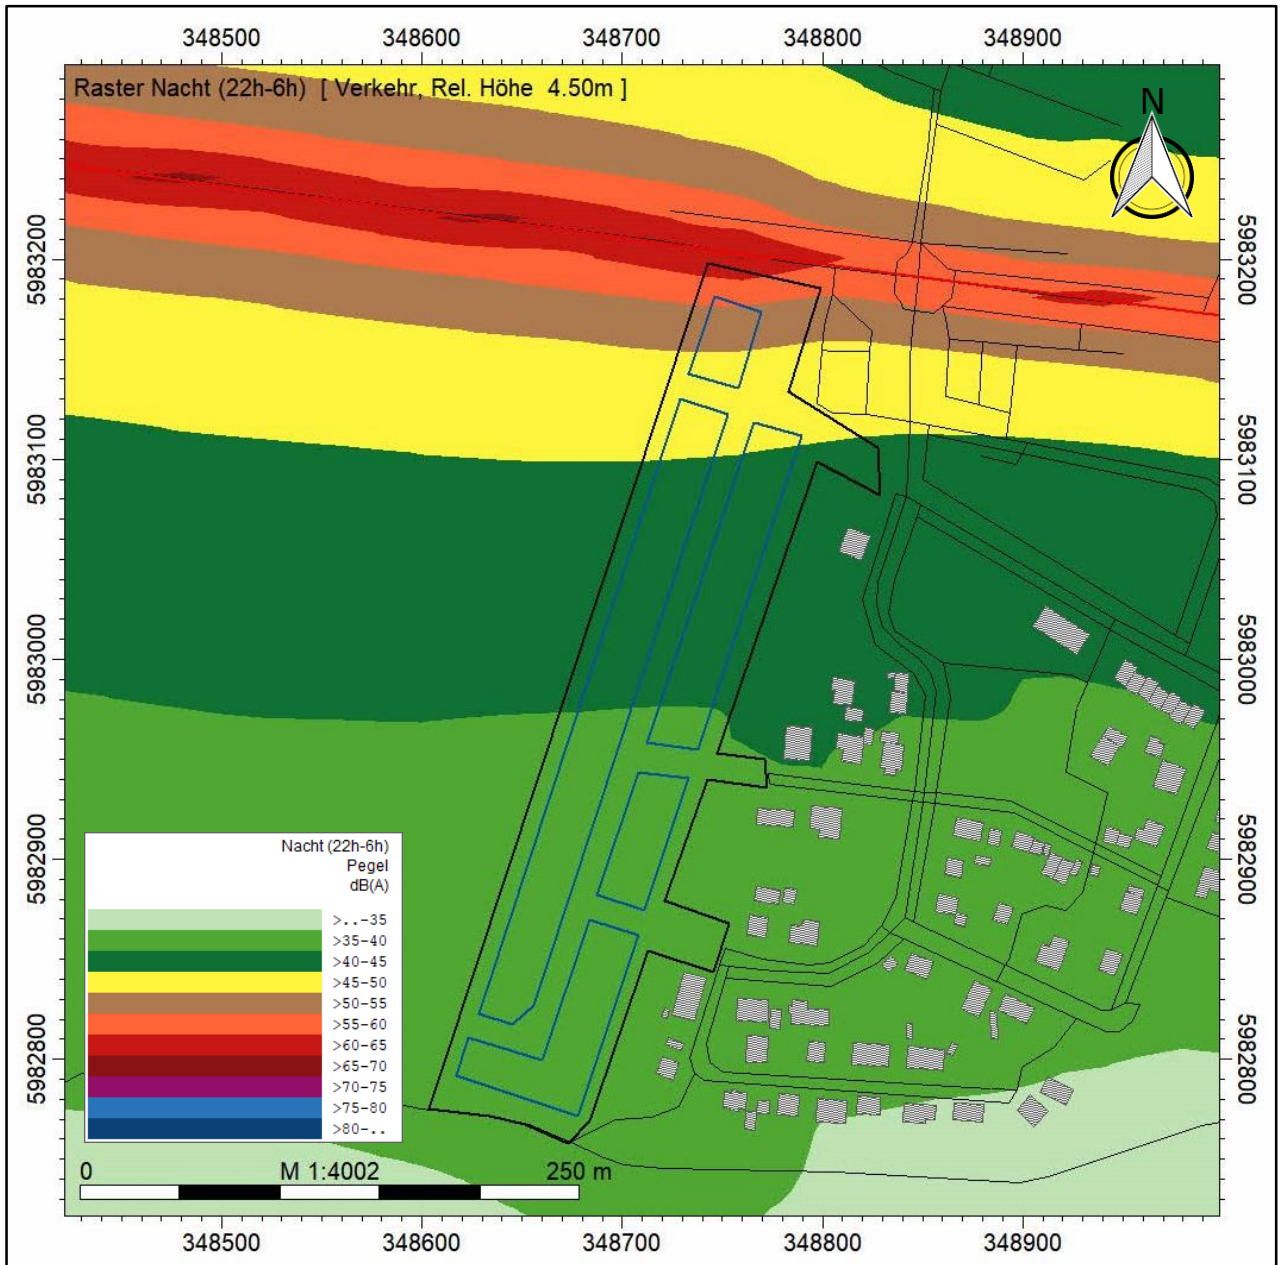 348500 348600 348700 348800 348900
Raster Nacht (22h-6h) [ Verkehr, Rel. Höhe 4.50m ]
N
5983200 5983200
5983100 5983100
5983000 5983000
5982900 5982900
5982800 5982800
Nacht (22h-6h)
Pegel
dB(A)
>..-35
>35-40
>40-45
>45-50
>50-55
>55-60
>60-65
>65-70
>70-75
>75-80
>80-..
0 M 1:4002 250 m
348500 348600 348700 348800 348900